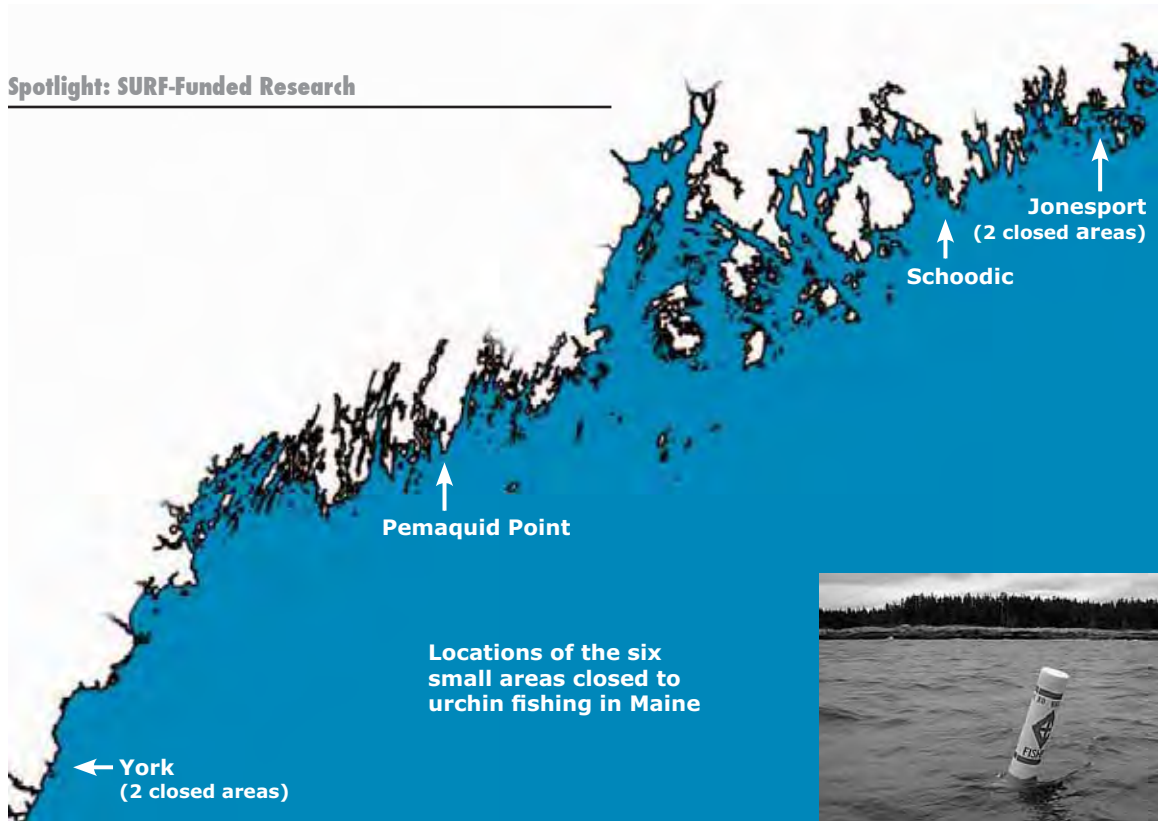 Spotlight: SURF-Funded Research
Jonesport
(2 closed areas)
Schoodic
Pemaquid Point
Locations of the six
small areas closed to
urchin fishing in Maine
York
(2 closed areas)
FISH